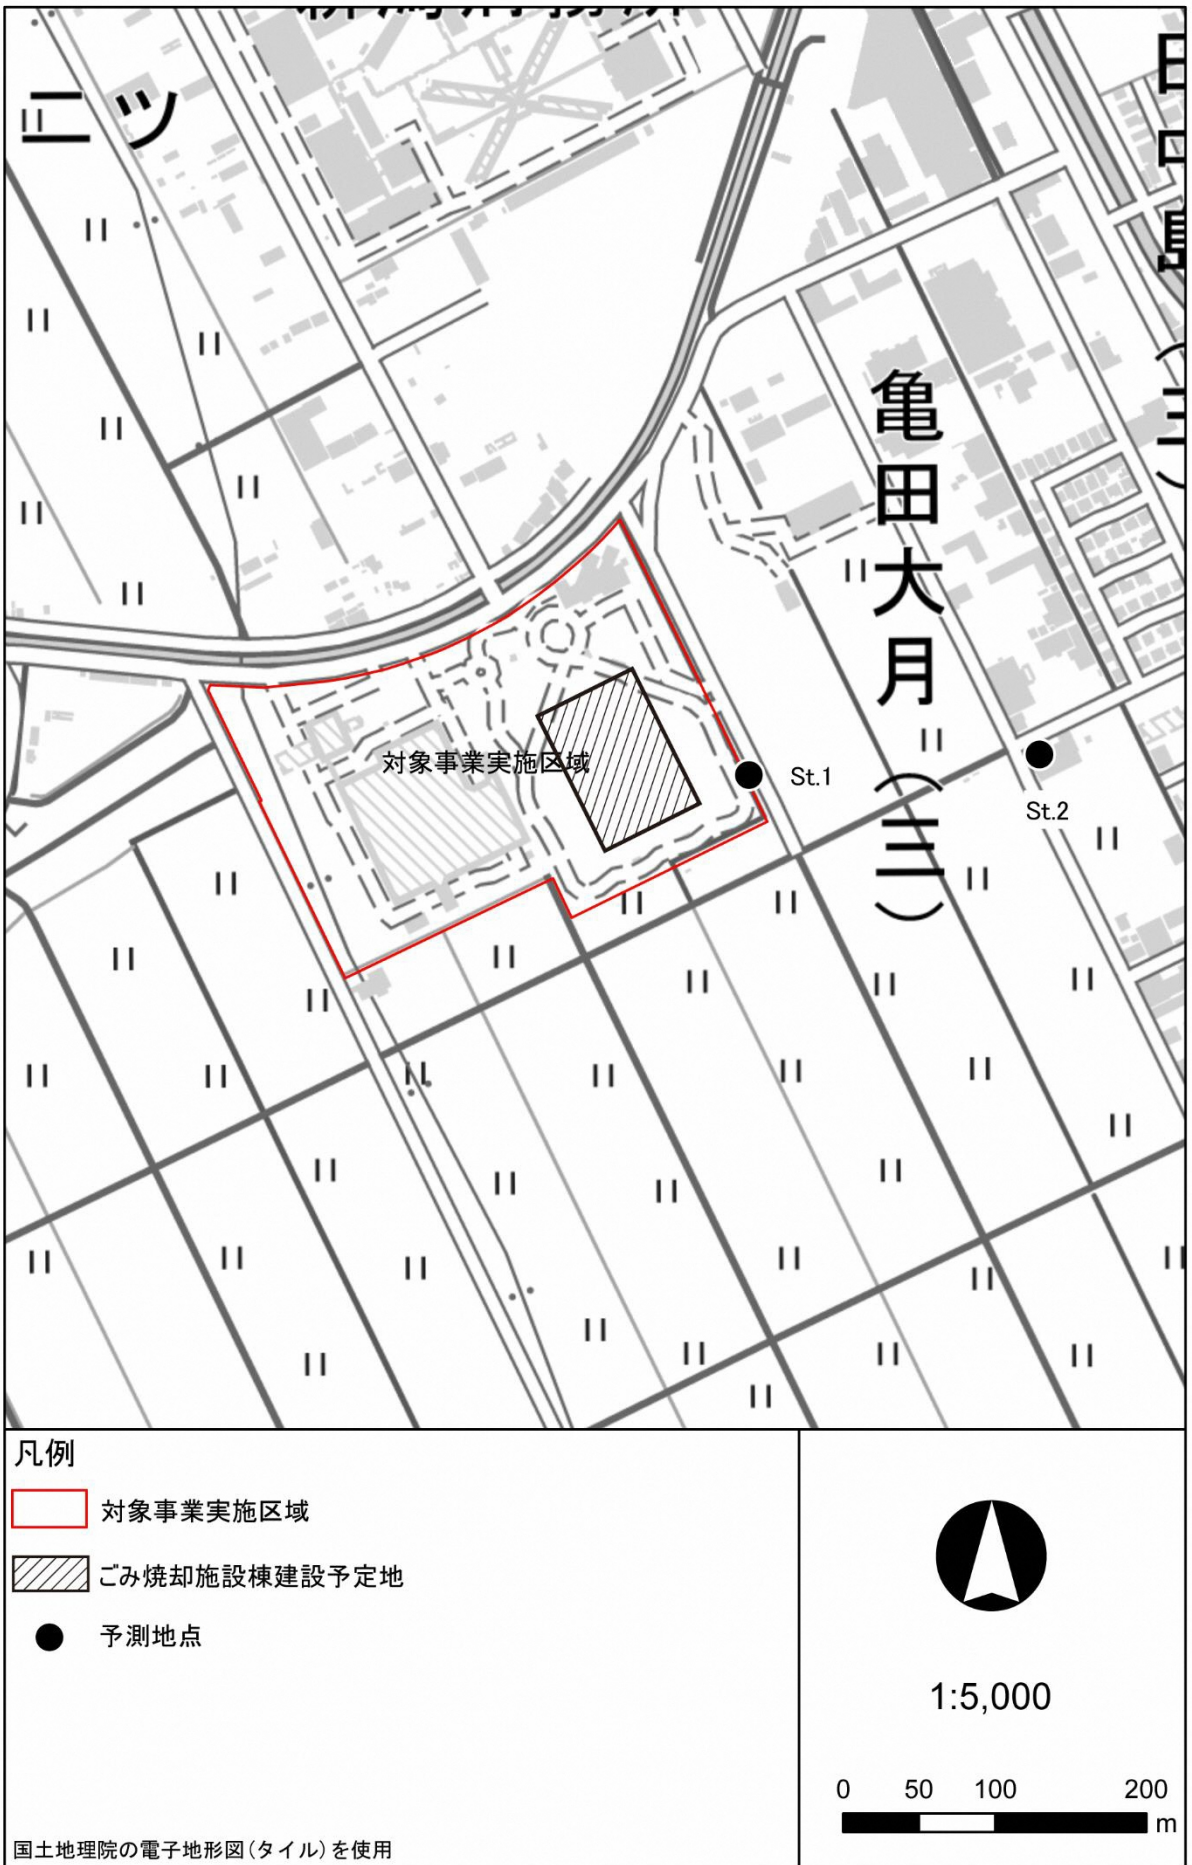 二ツ
亀田大月(三)
(三)
対象事業実施区域
St.1
St.2
凡例
対象事業実施区域
ごみ焼却施設棟建設予定地
予測地点
国土地理院の電子地形図(タイル)を使用
1:5,000
0 50 100 200
m